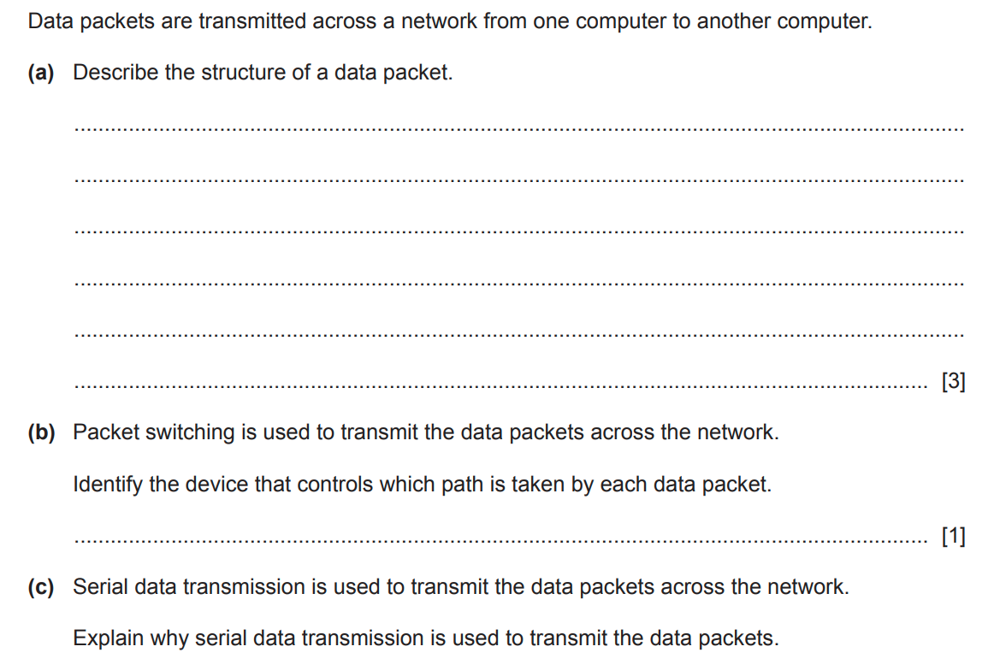 Data packets are transmitted across a network from one computer to another computer.
(a) Describe the structure of a data packet.
[3]
(b) Packet switching is used to transmit the data packets across the network.
Identify the device that controls which path is taken by each data packet.
[1]
(c) Serial data transmission is used to transmit the data packets across the network.
Explain why serial data transmission is used to transmit the data packets.